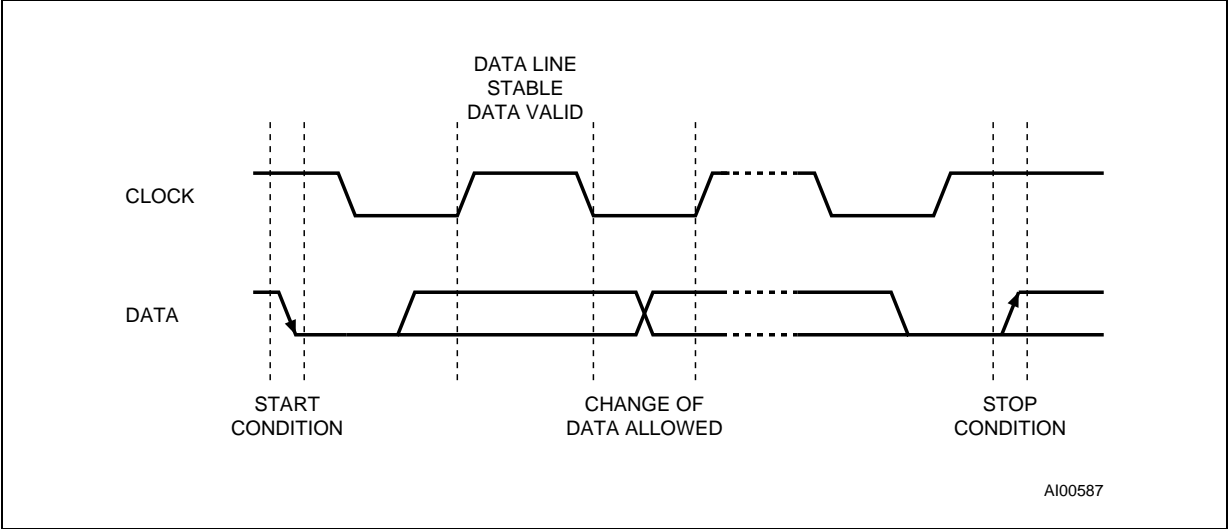 DATA LINE
STABLE
DATA VALID
CLOCK
DATA
START
CONDITION
CHANGE OF
DATA ALLOWED
STOP
CONDITION
AI00587